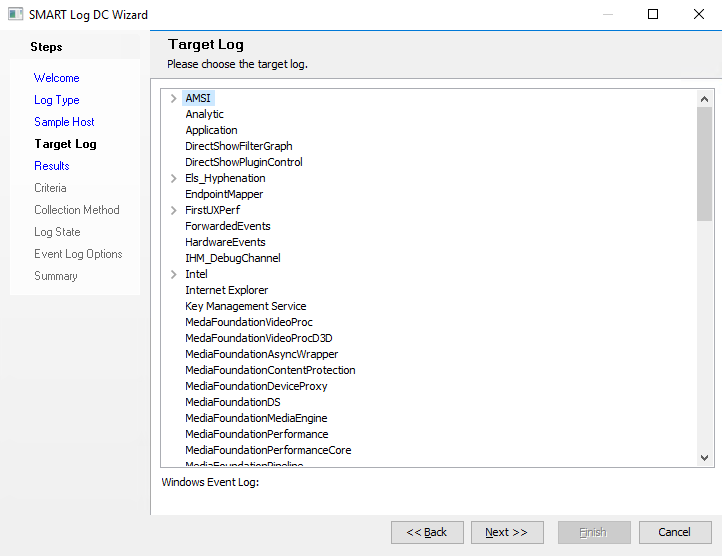 SMART Log DC Wizard
Steps
Welcome
Log Type
Sample Host
Target Log
Results
Criteria
Collection Method
Log State
Event Log Options
Summary
Target Log
Please choose the target log.
AMSI
Analytic
Application
DirectShowFilterGraph
DirectShowPluginControl
Els_Hyphenation
EndpointMapper
FirstUXPerf
ForwardedEvents
HardwareEvents
IHM_DebugChannel
Intel
Internet Explorer
Key Management Service
MedaFoundationVideoProc
MedaFoundationVideoProcD3D
MediaFoundationAsyncWrapper
MediaFoundationContentProtection
MediaFoundationDeviceProxy
MediaFoundationDS
MediaFoundationMediaEngine
MediaFoundationPerformance
MediaFoundationPerformanceCore
MediaFoundationPipeline
Windows Event Log:
<< Back
Next >>
Finish
Cancel